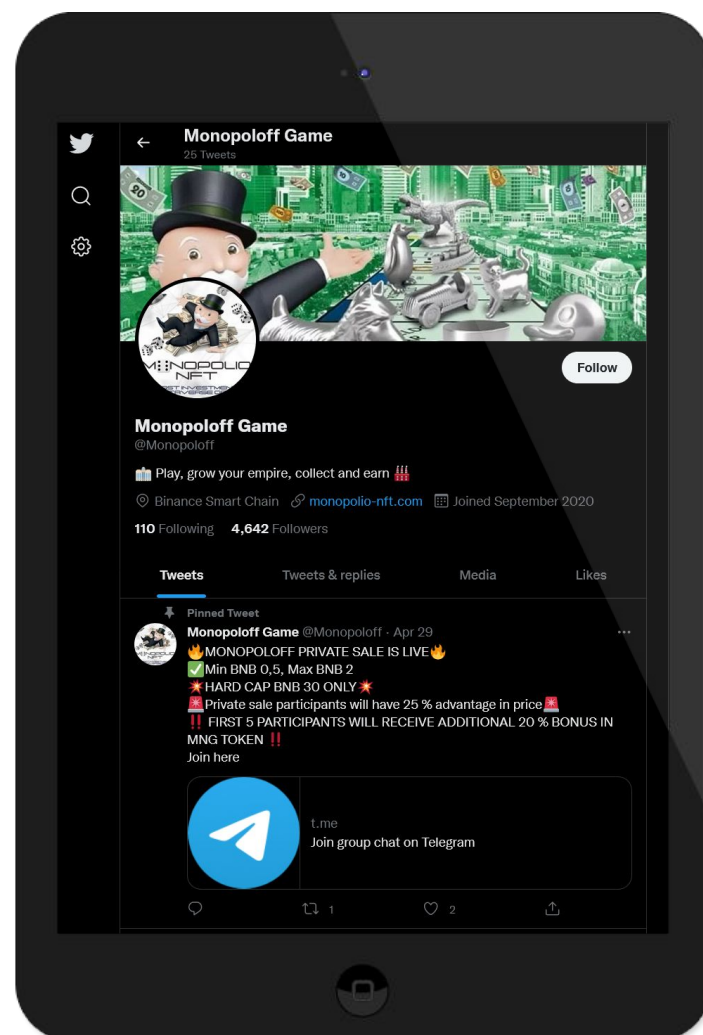 Monopoloff Game
25 Tweets
20
10
M NOPOLIO
NFT
Follow
Monopoloff Game
@Monopoloff
Play, grow your empire, collect and earn
Binance Smart Chain monopolio-nft.com Joined September 2020
110 Following 4,642 Followers
Tweets Tweets & replies Media Likes
Pinned Tweet
Monopoloff Game @Monopoloff · Apr 29 ...
🔥MONOPOLOFF PRIVATE SALE IS LIVE🔥
✅Min BNB 0,5, Max BNB 2
💥HARD CAP BNB 30 ONLY💥
🚨Private sale participants will have 25 % advantage in price🚨
‼️ FIRST 5 PARTICIPANTS WILL RECEIVE ADDITIONAL 20 % BONUS IN
MNG TOKEN ‼️
Join here
t.me
Join group chat on Telegram
1 2